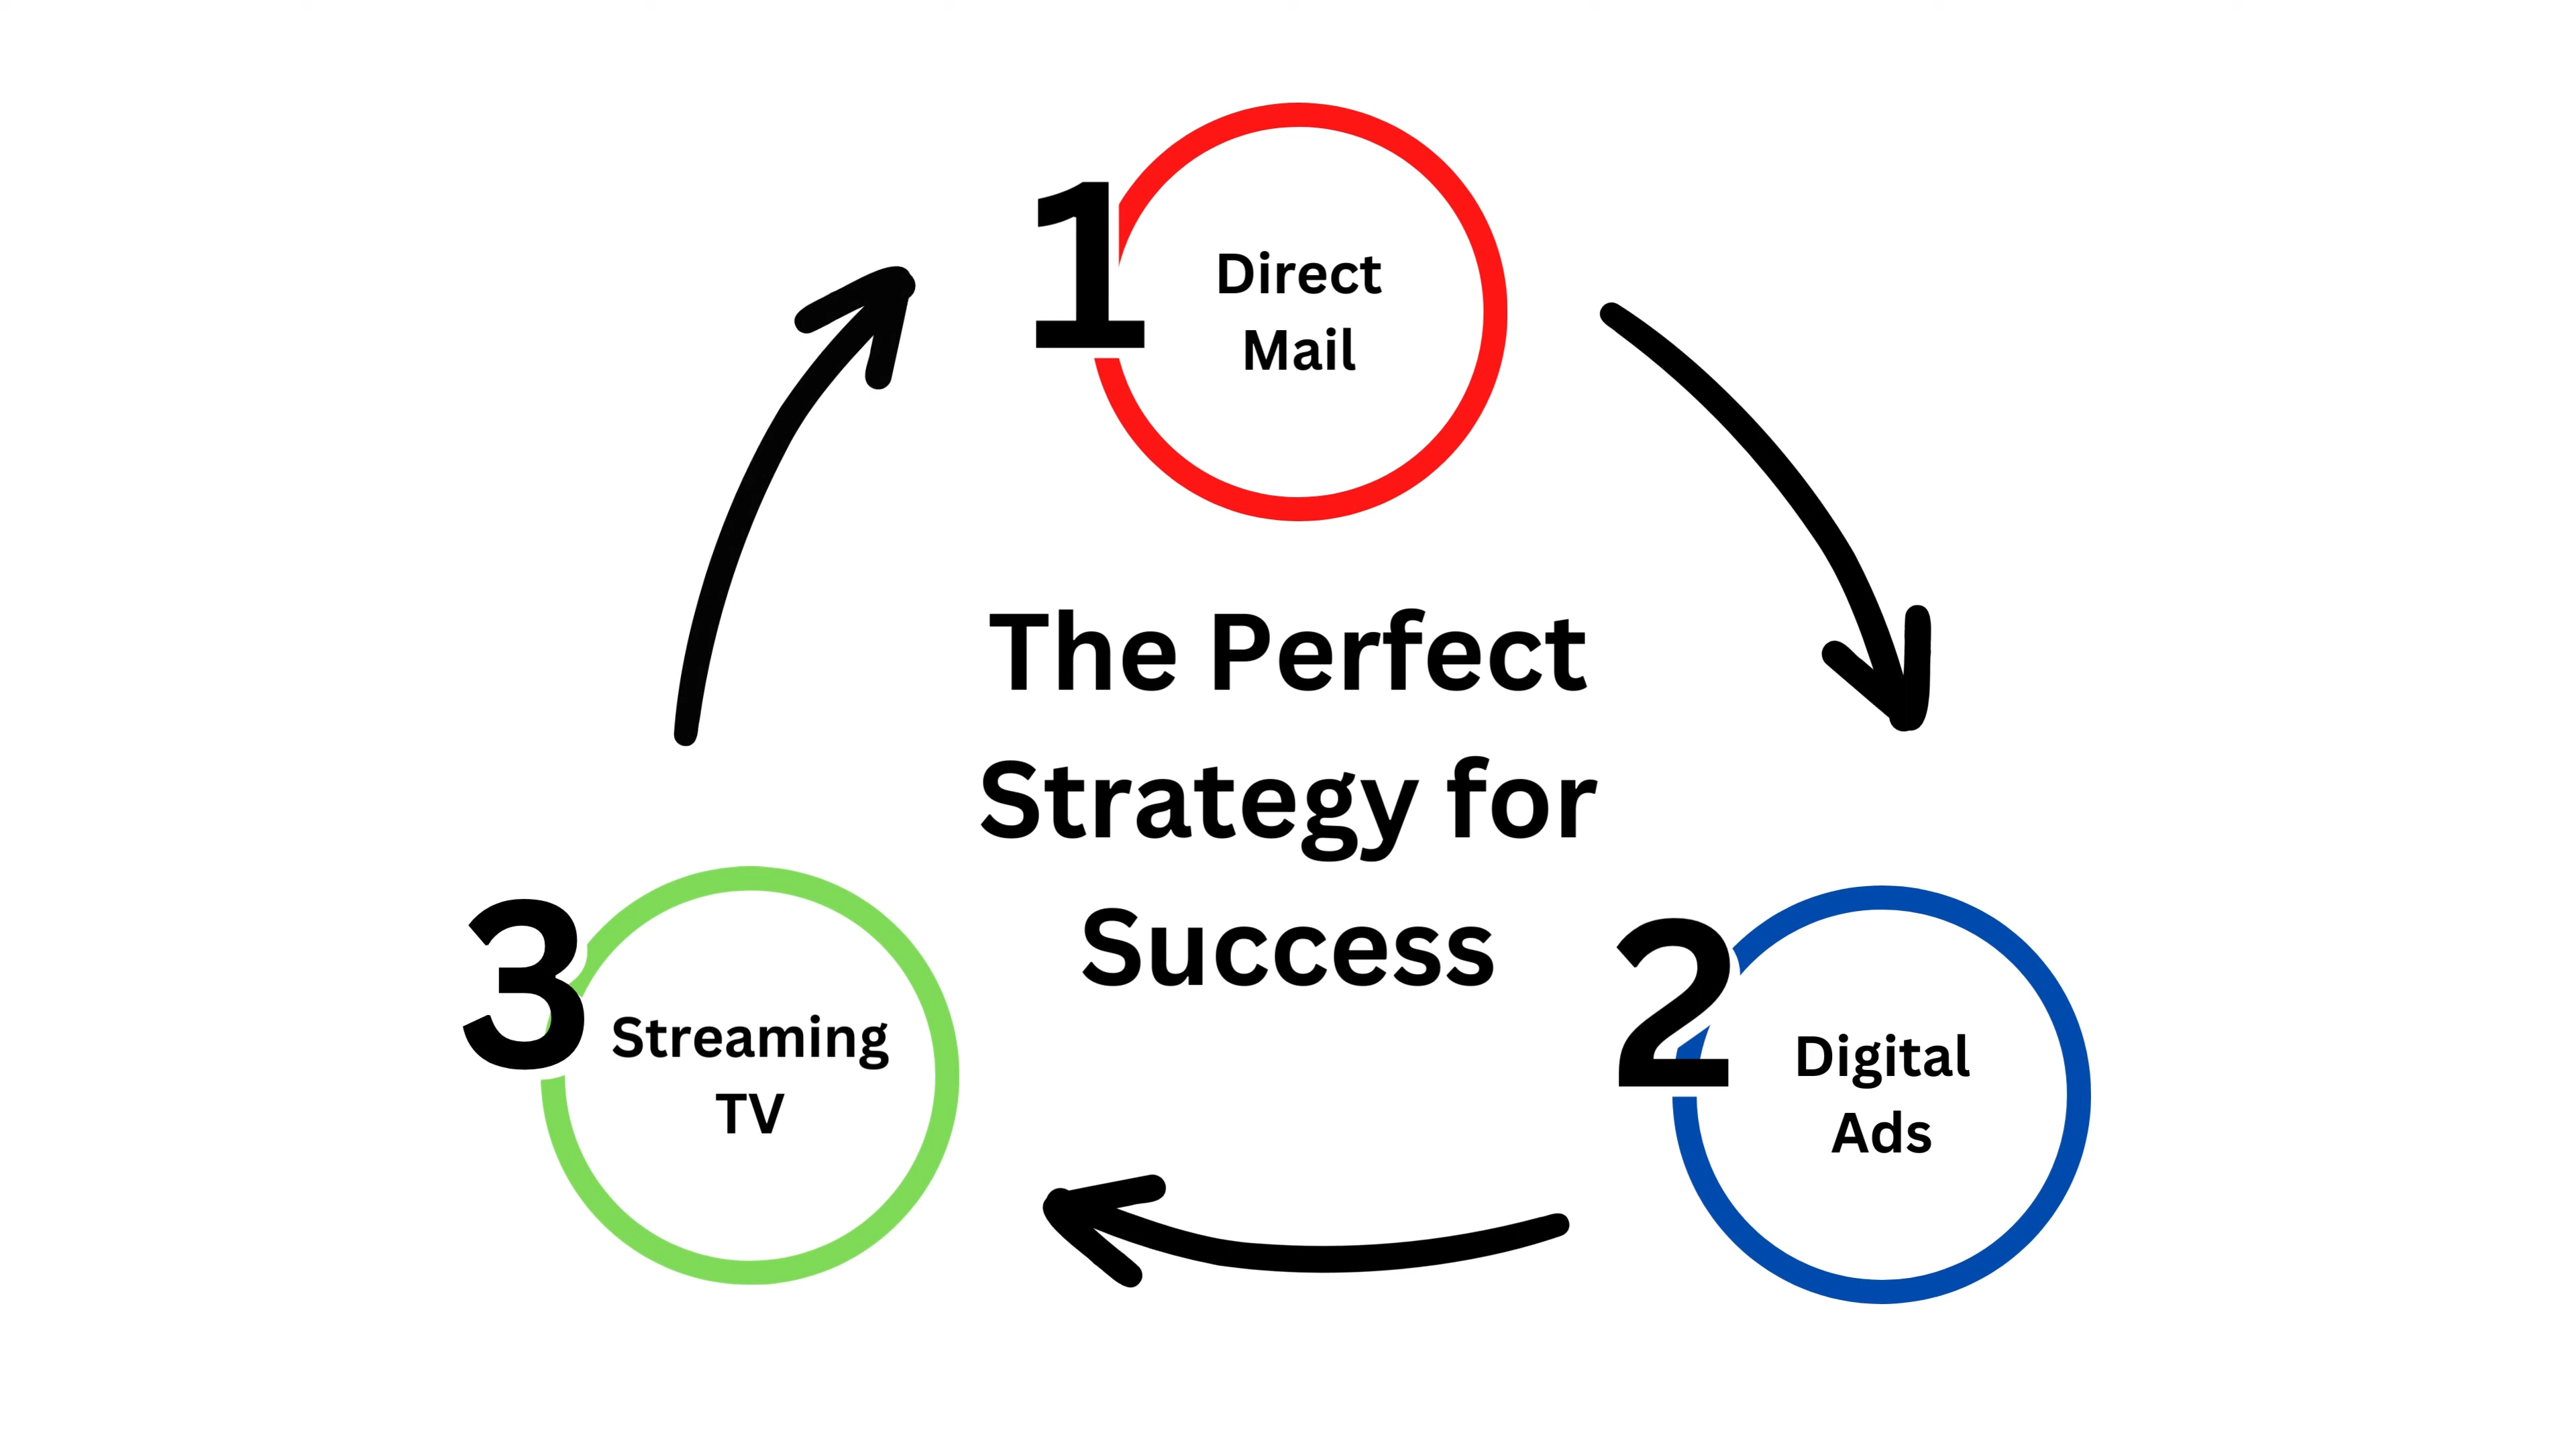 1
Direct
Mail
The Perfect
Strategy for
Success
2
Digital
Ads
3
Streaming
TV